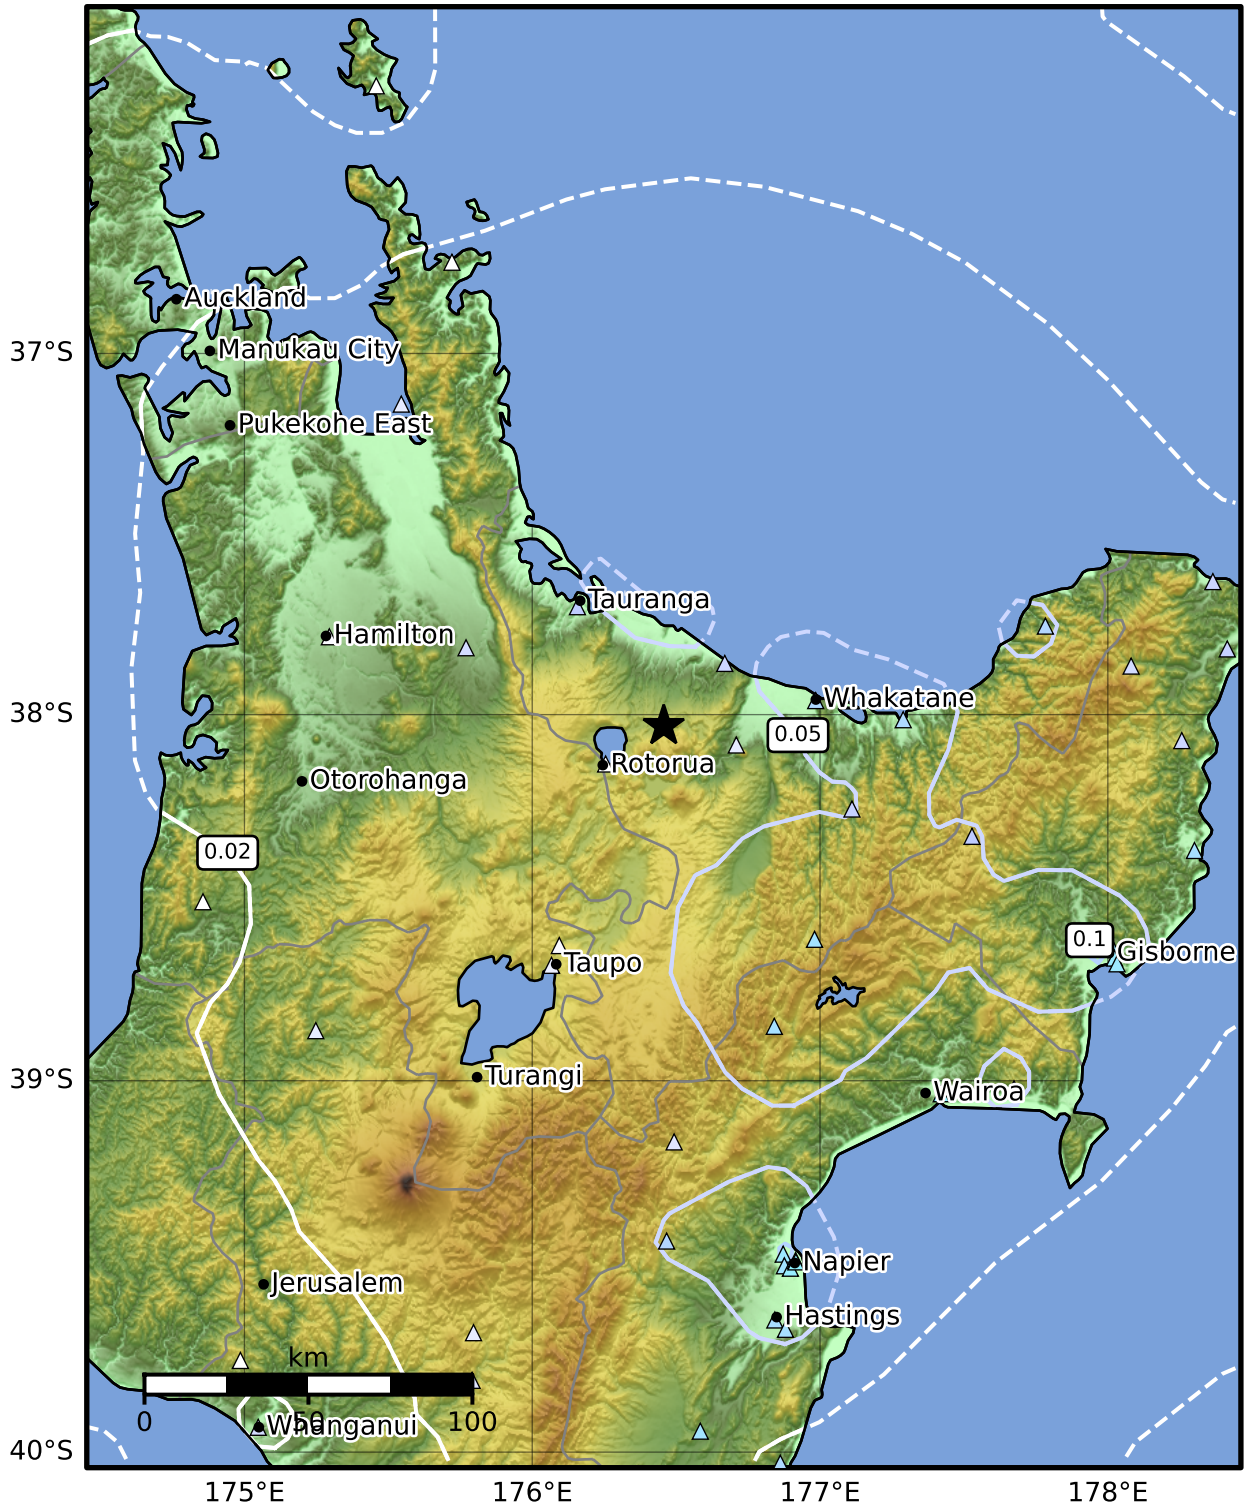 Auckland
37°S
Manukau City
Pukekohe East
Tauranga
Hamilton
38°S
Whakatane
0.05
Rotorua
Otorohanga
0.02
0.1
Gisborne
Taupo
39°S
Turangi
Wairoa
Napier
Jerusalem
Hastings
km
0 50 100
Whanganui
40°S
175°E 176°E 177°E 178°E